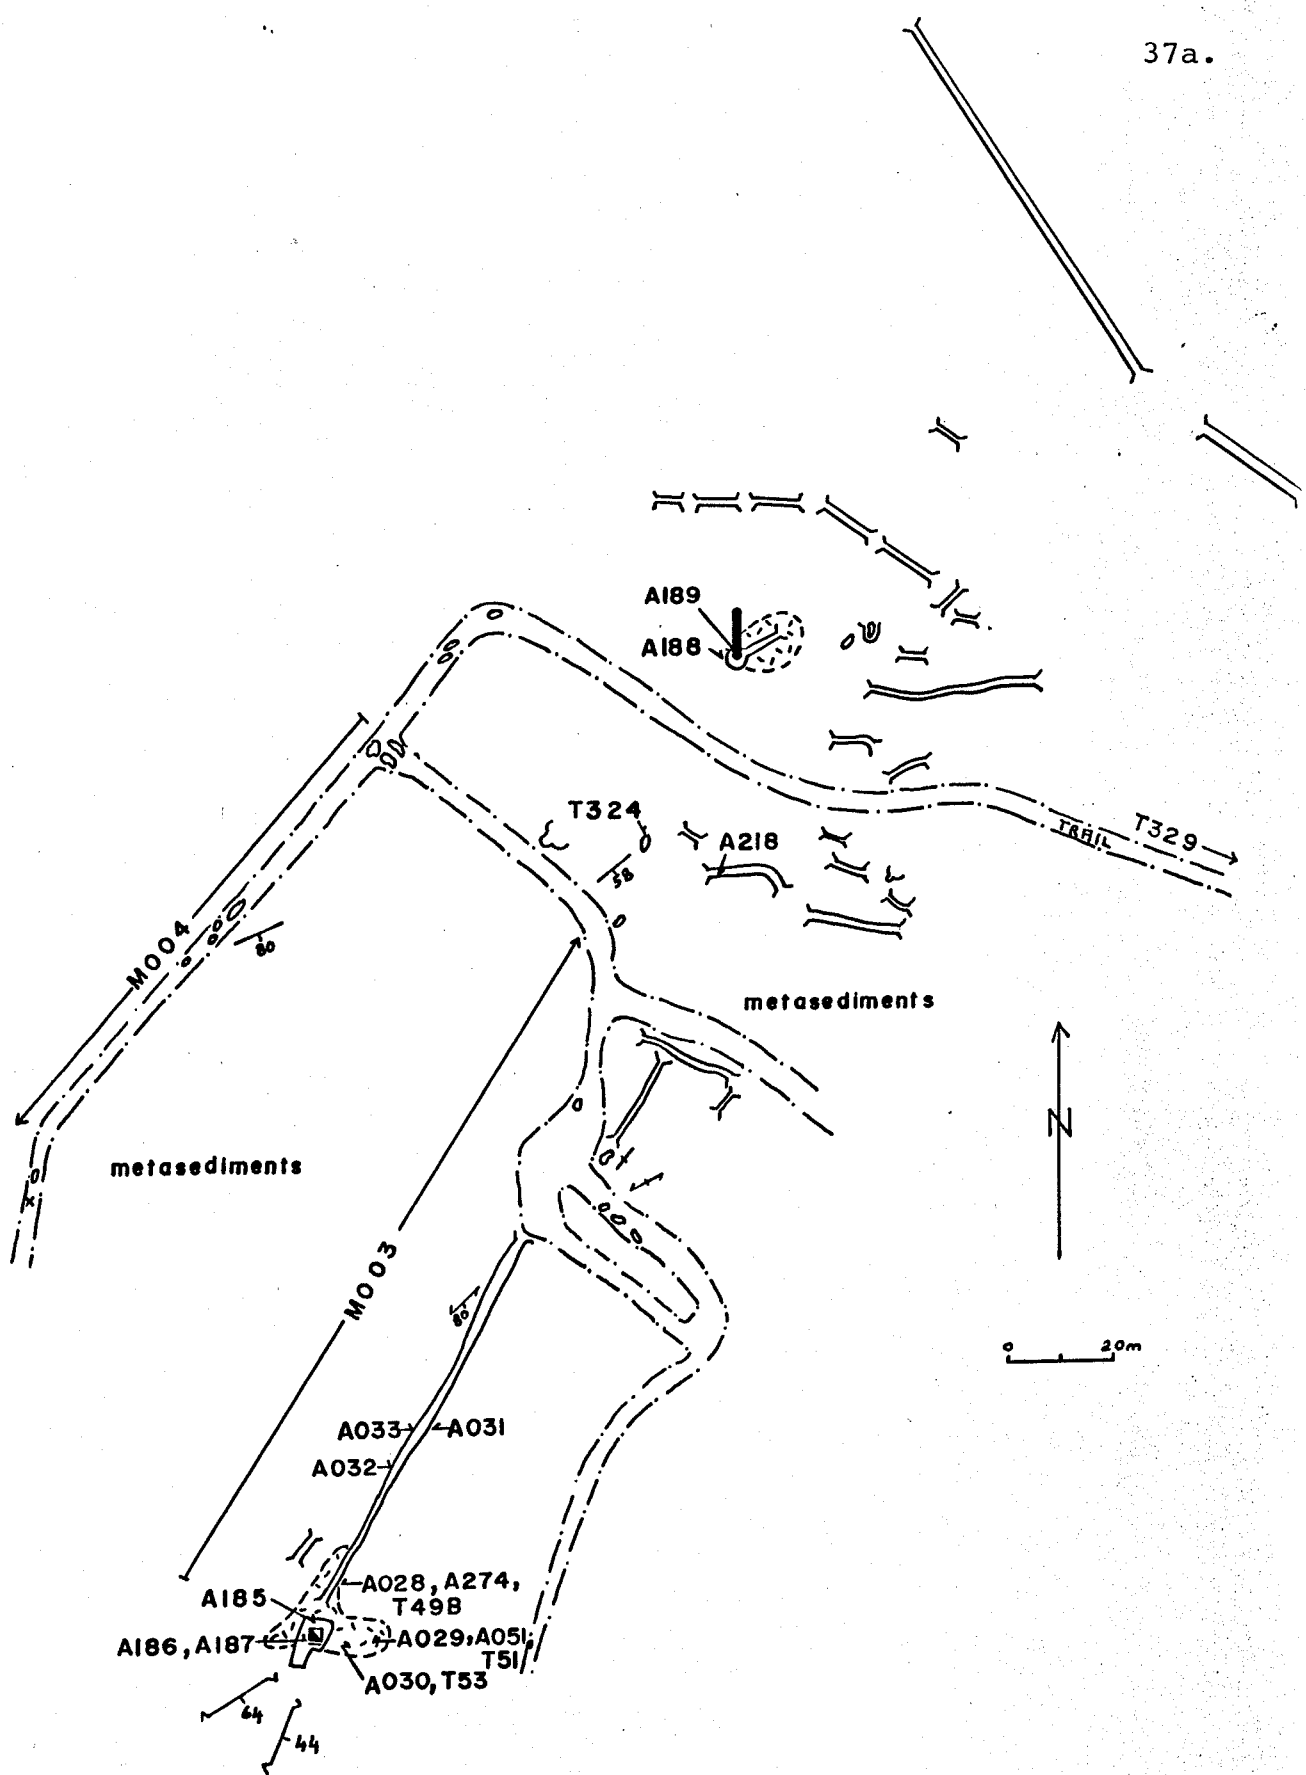 37a.
A189
A188
T324
A218
58
TRAIL
T329
M004
80
metasediments
N
metasediments
M003
80
0 20m
A033
A031
A032
A028, A274,
T49B
A185
A186, A187
A029, A051,
T51
A030, T53
64
44